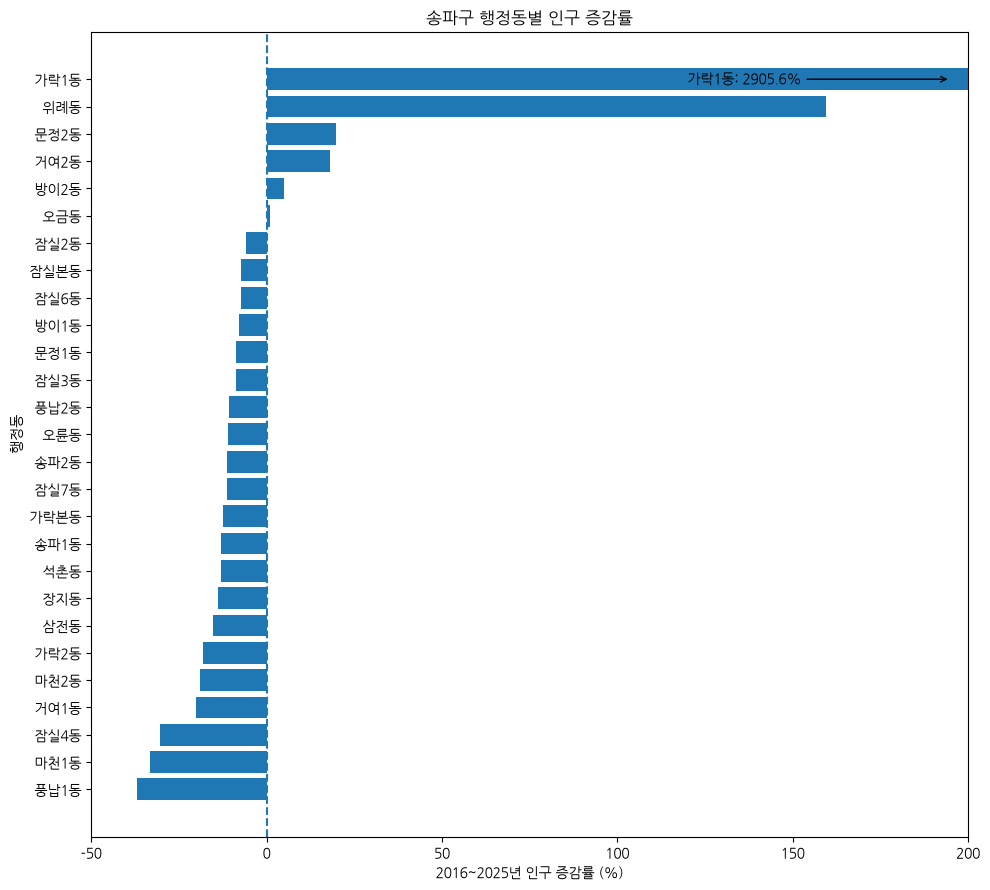 송파구 행정동별 인구 증감률
가락1동
가락1동: 2905.6%
위례동
문정2동
거여2동
방이2동
오금동
잠실2동
잠실본동
잠실6동
방이1동
문정1동
잠실3동
풍납2동
오륜동
송파2동
잠실7동
가락본동
송파1동
석촌동
장지동
삼전동
가락2동
마천2동
거여1동
잠실4동
마천1동
풍납1동
행정동
-50 0 50 100 150 200
2016~2025년 인구 증감률 (%)